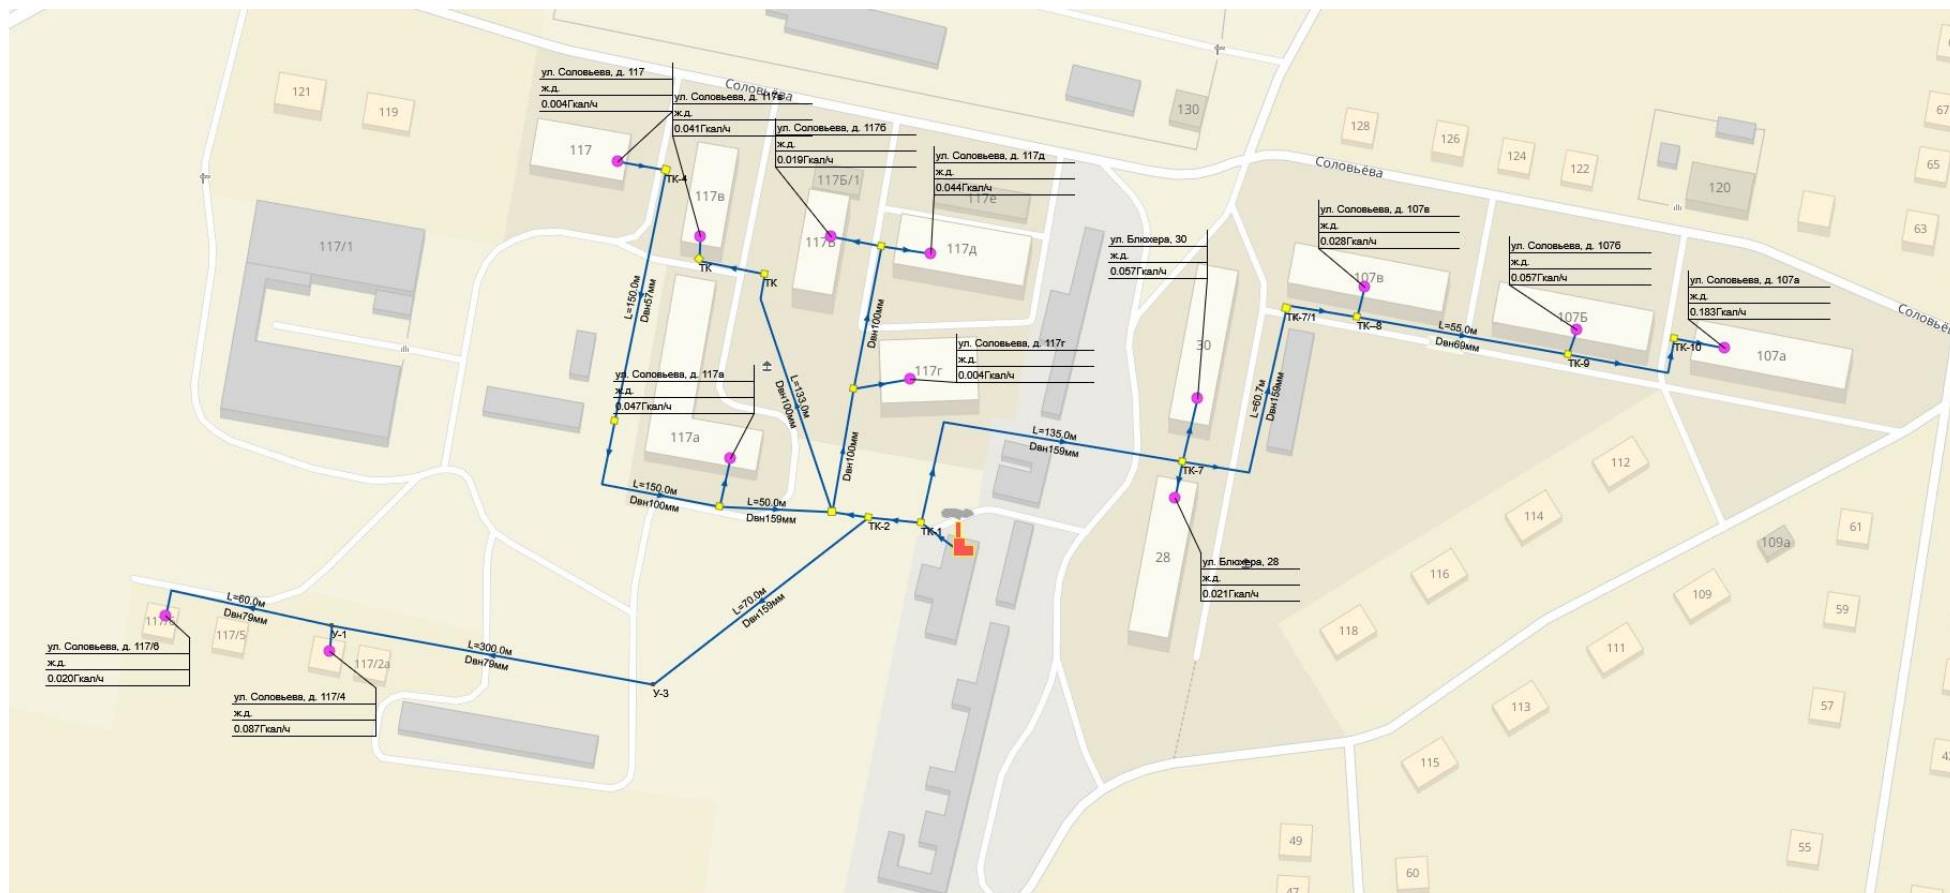 ул. Соловьева, д. 117
ж.д.
0.004Гкал/ч
ул. Соловьева, д. 117в
ж.д.
0.041Гкал/ч
ул. Соловьева, д. 117б
ж.д.
0.019Гкал/ч
ул. Соловьева, д. 117д
ж.д.
0.044Гкал/ч
Соловьёва
130
121
119
117
ТК-4
117в
117Б/1
117е
117д
ТК
ТК
117/1
L=150.0м
Dвн57мм
Dвн100мм
ул. Соловьева, д. 117г
ж.д.
0.004Гкал/ч
117г
L=133.0м
Dвн100мм
ул. Соловьева, д. 117а
ж.д.
0.047Гкал/ч
117а
Dвн100мм
L=150.0м
Dвн100мм
L=50.0м
Dвн159мм
ТК-2
ТК-1
L=135.0м
Dвн159мм
ул. Блюхера, 30
ж.д.
0.057Гкал/ч
30
ТК-7
28
ул. Блюхера, 28
ж.д.
0.021Гкал/ч
L=60.7м
Dвн159мм
ТК-7/1
ул. Соловьева, д. 107в
ж.д.
0.028Гкал/ч
107в
ТК-8
L=55.0м
Dвн69мм
ул. Соловьева, д. 107б
ж.д.
0.057Гкал/ч
107Б
ТК-9
ул. Соловьева, д. 107а
ж.д.
0.183Гкал/ч
ТК-10
107а
Соловьёва
128
126
124
122
120
67
65
63
L=70.0м
Dвн159мм
У-3
L=300.0м
Dвн79мм
У-1
L=60.0м
Dвн79мм
117/5
117/2а
ул. Соловьева, д. 117/6
ж.д.
0.020Гкал/ч
ул. Соловьева, д. 117/4
ж.д.
0.087Гкал/ч
112
114
116
118
109а
109
111
113
115
61
59
57
55
49
47
60